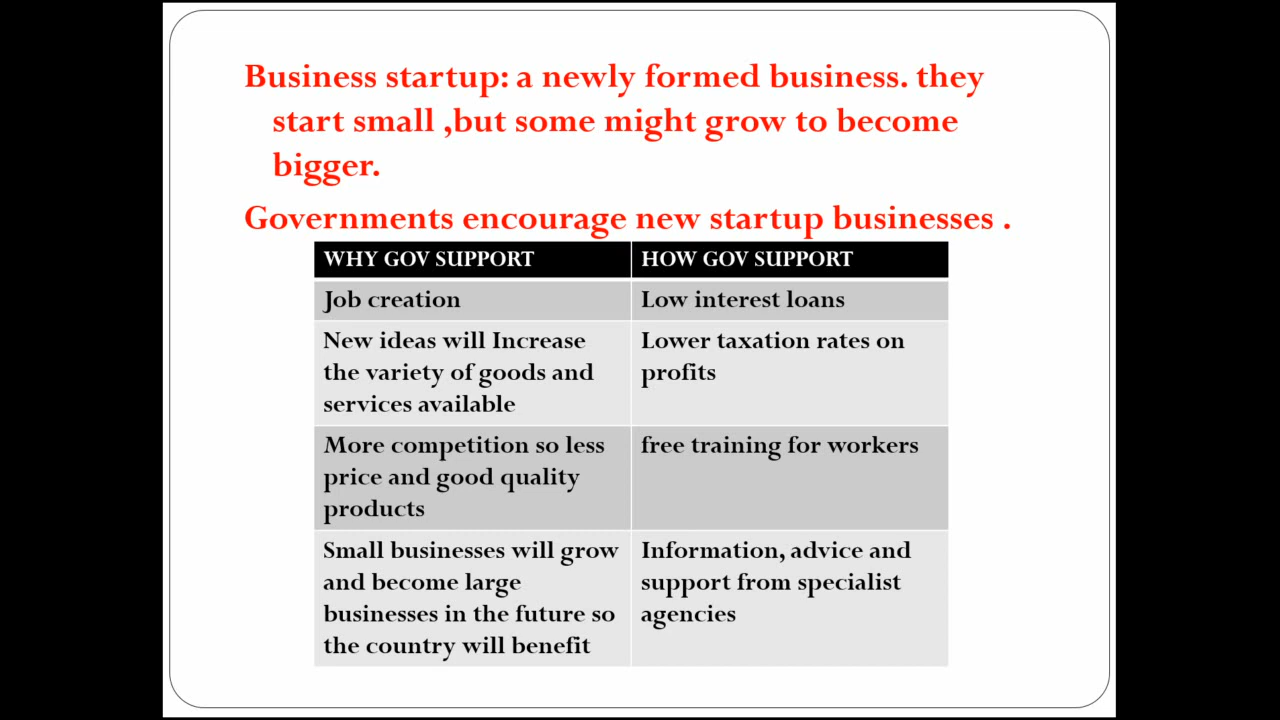 Business startup: a newly formed business. they
start small ,but some might grow to become
bigger.
Governments encourage new startup businesses .
WHY GOV SUPPORT
HOW GOV SUPPORT
Job creation
Low interest loans
New ideas will Increase
the variety of goods and
services available
Lower taxation rates on
profits
More competition so less
price and good quality
products
free training for workers
Small businesses will grow
and become large
businesses in the future so
the country will benefit
Information, advice and
support from specialist
agencies